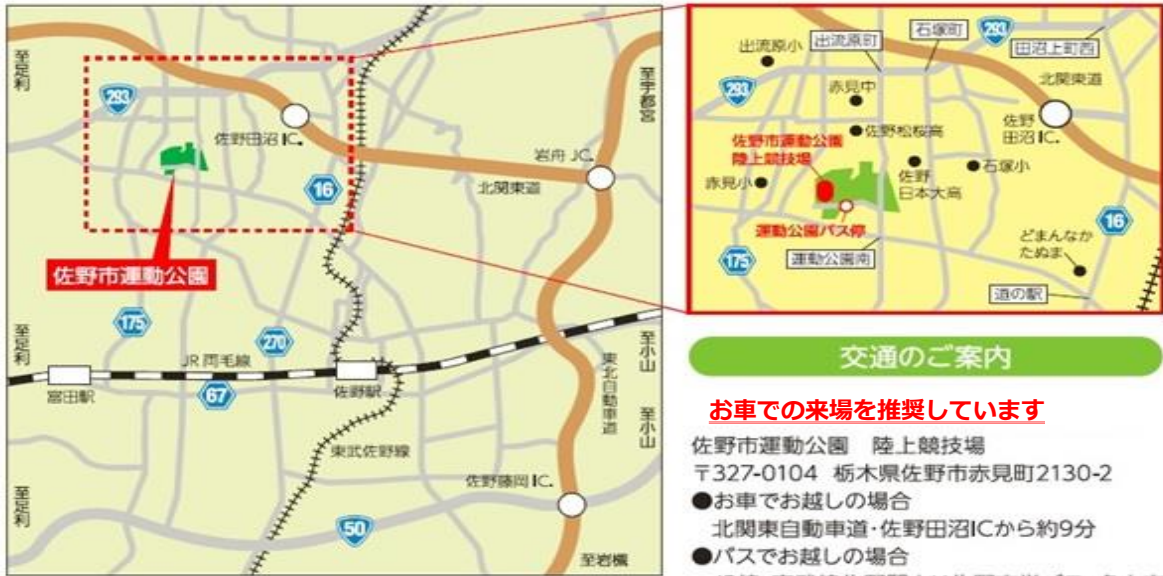 至足利
293
佐野田沼IC.
至宇都宮
岩舟 JC.
北関東道
16
佐野市運動公園
175
至足利
270
JR 両毛線
至小山
富田駅
67
佐野駅
東北自動車道
至小山
東武佐野線
佐野藤岡IC.
至足利
50
至岩槻
石塚町
293
出流原小
出流原町
田沼上町西
北関東道
293
赤見中
佐野
田沼IC.
佐野松桜高
佐野市運動公園
陸上競技場
石塚小
佐野
日本大高
赤見小
16
運動公園バス停
どまんなか
たぬま
175
運動公園南
道の駅
交通のご案内
お車での来場を推奨しています
佐野市運動公園 陸上競技場
〒327-0104 栃木県佐野市赤見町2130-2
●お車でお越しの場合
北関東自動車道・佐野田沼ICから約9分
●バスでお越しの場合